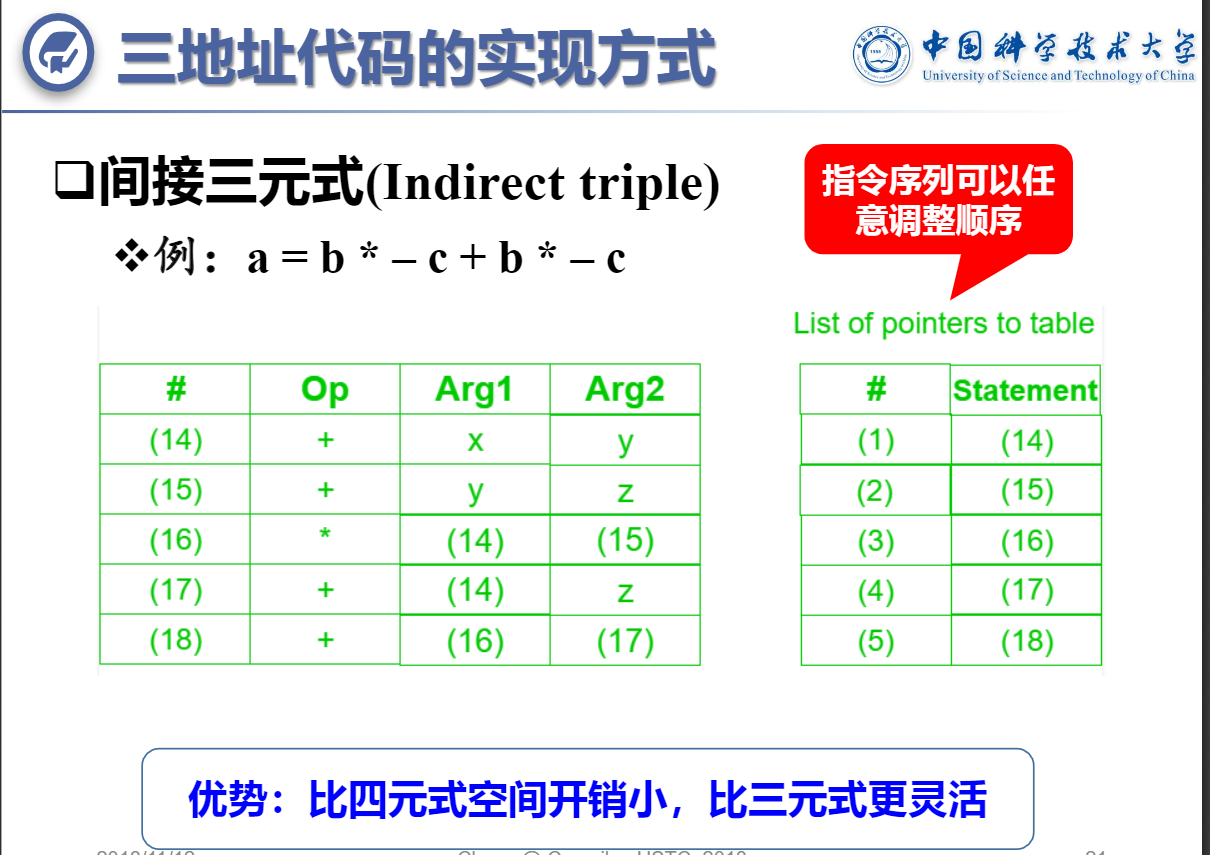 三地址代码的实现方式
1958
中国科学技术大学
University of Science and Technology of China
❑间接三元式(Indirect triple)
❖例：a = b * – c + b * – c
指令序列可以任
意调整顺序
List of pointers to table
# Op Arg1 Arg2
(14) + x y
(15) + y z
(16) * (14) (15)
(17) + (14) z
(18) + (16) (17)
# Statement
(1) (14)
(2) (15)
(3) (16)
(4) (17)
(5) (18)
优势：比四元式空间开销小，比三元式更灵活